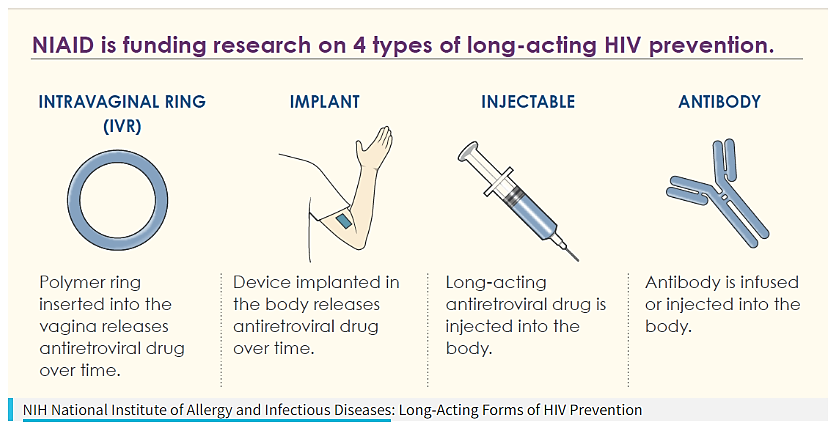 NIAID is funding research on 4 types of long-acting HIV prevention.
INTRAVAGINAL RING
(IVR)
Polymer ring
inserted into the
vagina releases
antiretroviral drug
over time.
IMPLANT
Device implanted in
the body releases
antiretroviral drug
over time.
INJECTABLE
Long-acting
antiretroviral drug is
injected into the
body.
ANTIBODY
Antibody is infused
or injected into the
body.
NIH National Institute of Allergy and Infectious Diseases: Long-Acting Forms of HIV Prevention